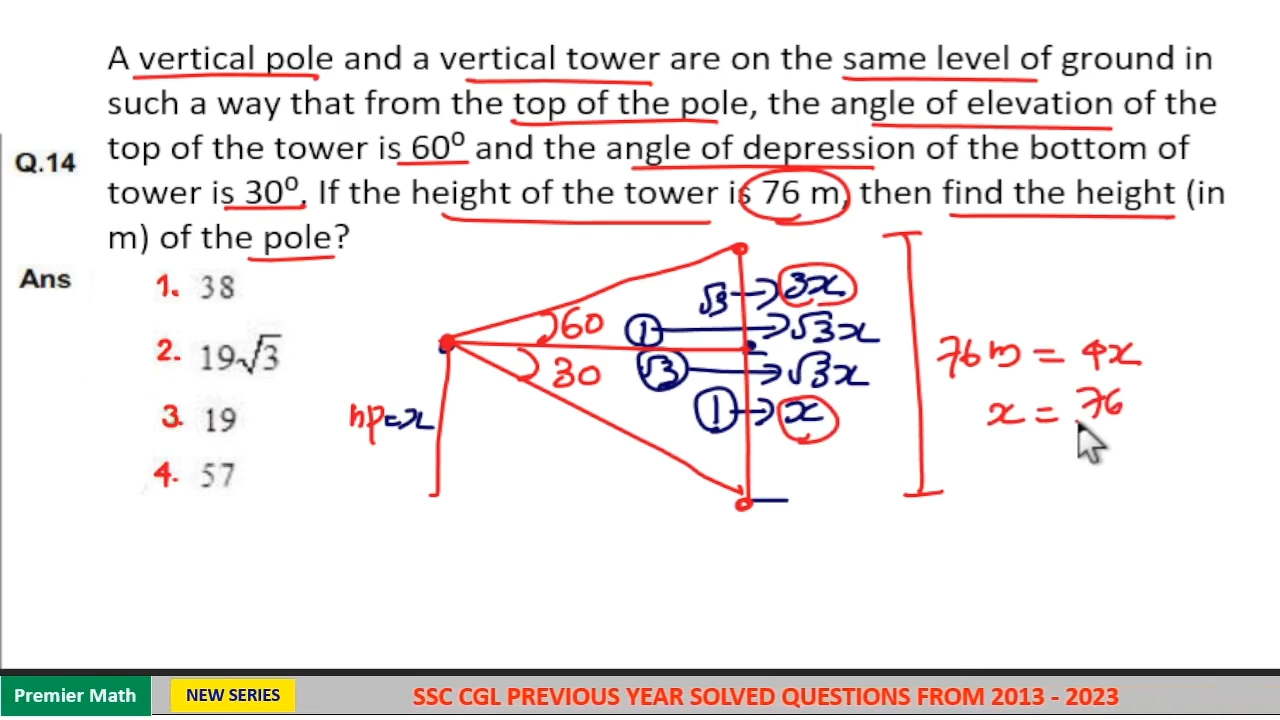 A vertical pole and a vertical tower are on the same level of ground in
such a way that from the top of the pole, the angle of elevation of the
Q.14
top of the tower is 60⁰ and the angle of depression of the bottom of
tower is 30⁰. If the height of the tower is 76 m, then find the height (in
m) of the pole?
Ans
1. 38
2. 19√3
3. 19
4. 57
60
30
hp=x
√3 → 3x
1 → √3x
√3 → √3x
1 → x
76m = 4x
x = 76
Premier Math
NEW SERIES
SSC CGL PREVIOUS YEAR SOLVED QUESTIONS FROM 2013 - 2023